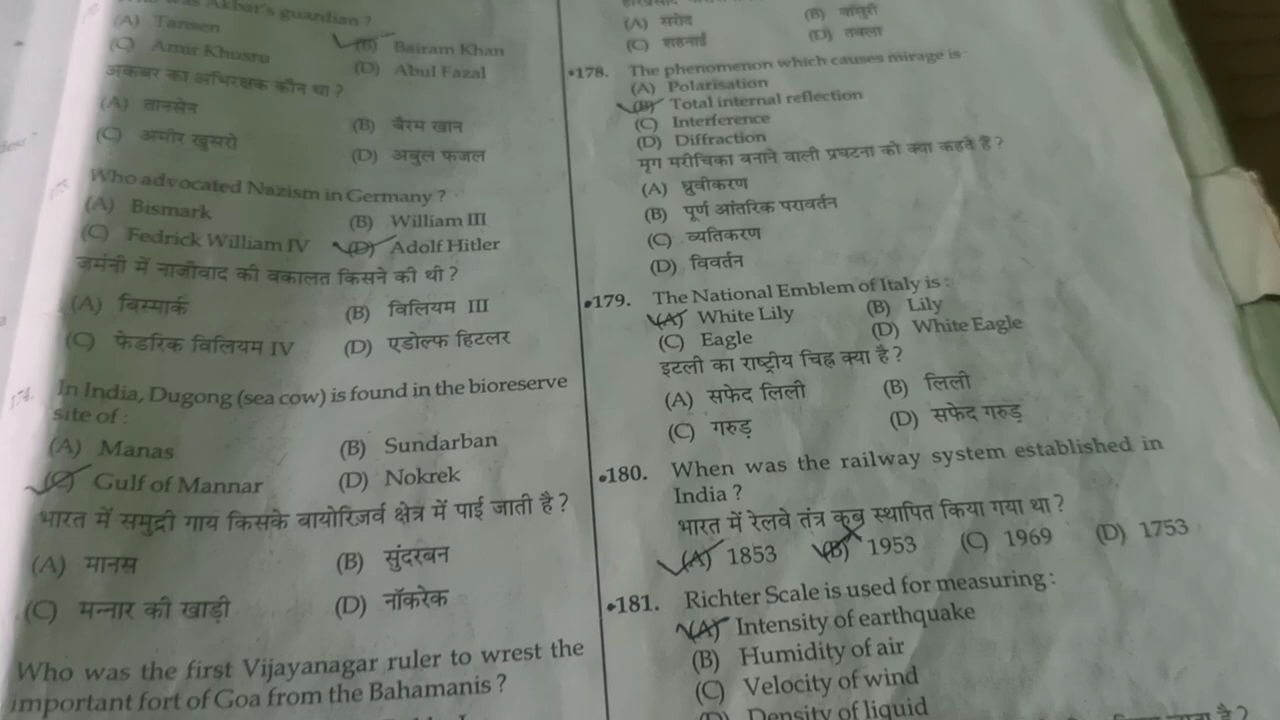 Akbar's guardian ?
(A) Tansen
(B) Bairam Khan
(C) Amir Khusru
(D) Abul Fazal
अकबर का अभिरक्षक कौन था ?
(A) तानसेन
(B) बैरम खान
(C) अमीर खुसरो
(D) अबुल फजल
173. Who advocated Nazism in Germany ?
(A) Bismark
(B) William III
(C) Fedrick William IV
(D) Adolf Hitler
जर्मनी में नाजीवाद की वकालत किसने की थी ?
(A) विस्मार्क
(B) विलियम III
(C) फेडरिक विलियम IV
(D) एडोल्फ हिटलर
174. In India, Dugong (sea cow) is found in the bioreserve
site of :
(A) Manas
(B) Sundarban
(C) Gulf of Mannar
(D) Nokrek
भारत में समुद्री गाय किसके बायोरिज़र्व क्षेत्र में पाई जाती है ?
(A) मानस
(B) सुंदरबन
(C) मन्नार की खाड़ी
(D) नॉकरेक
Who was the first Vijayanagar ruler to wrest the
important fort of Goa from the Bahamanis ?
(A) सरोद
(B) बांसुरी
(C) शहनाई
(D) तबला
178. The phenomenon which causes mirage is
(A) Polarisation
(B) Total internal reflection
(C) Interference
(D) Diffraction
मृग मरीचिका बनाने वाली प्रघटना को क्या कहते हैं ?
(A) ध्रुवीकरण
(B) पूर्ण आंतरिक परावर्तन
(C) व्यतिकरण
(D) विवर्तन
179. The National Emblem of Italy is :
(A) White Lily
(B) Lily
(C) Eagle
(D) White Eagle
इटली का राष्ट्रीय चिह्न क्या है ?
(A) सफेद लिली
(B) लिली
(C) गरुड़
(D) सफेद गरुड़
180. When was the railway system established in
India ?
भारत में रेलवे तंत्र कब स्थापित किया गया था ?
(A) 1853 (B) 1953 (C) 1969 (D) 1753
181. Richter Scale is used for measuring :
(A) Intensity of earthquake
(B) Humidity of air
(C) Velocity of wind
(D) Density of liquid